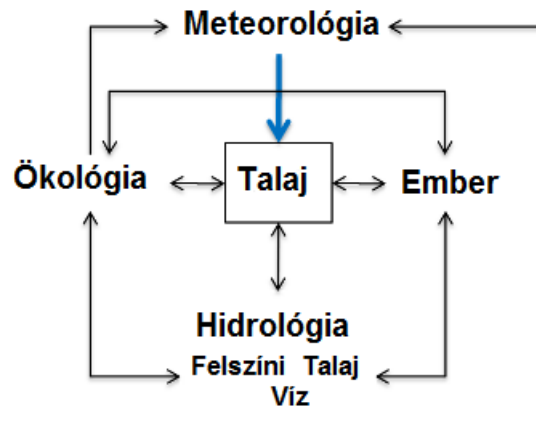 Meteorológia
Ökológia
Talaj
Ember
Hidrológia
Felszíni Talaj
Víz